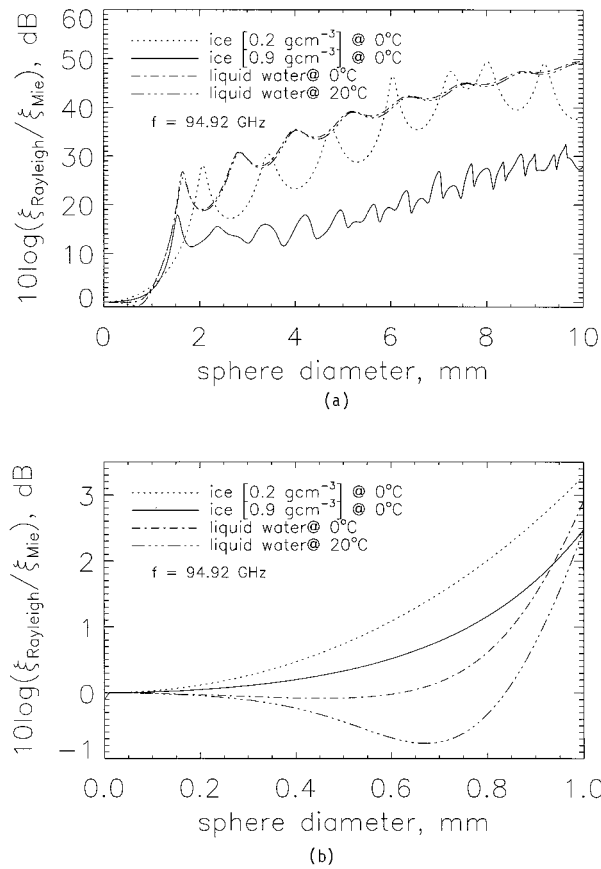 60
50
40
30
20
10
0
10log(ξRayleigh/ξMie), dB
ice [0.2 gcm⁻³] @ 0°C
ice [0.9 gcm⁻³] @ 0°C
liquid water@ 0°C
liquid water@ 20°C
f = 94.92 GHz
0 2 4 6 8 10
sphere diameter, mm
(a)
3
2
1
0
-1
10log(ξRayleigh/ξMie), dB
ice [0.2 gcm⁻³] @ 0°C
ice [0.9 gcm⁻³] @ 0°C
liquid water@ 0°C
liquid water@ 20°C
f = 94.92 GHz
0.0 0.2 0.4 0.6 0.8 1.0
sphere diameter, mm
(b)